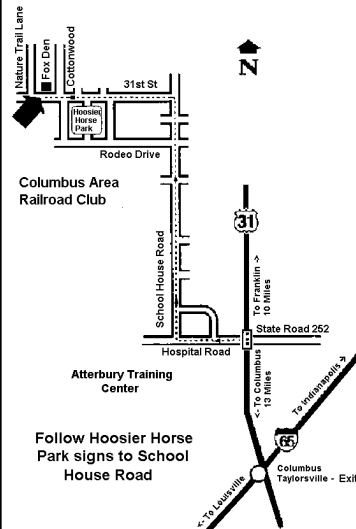 Nature Trail Lane
Fox Den
Cottonwood
31st St
N
Hoosier
Horse
Park
Rodeo Drive
Columbus Area
Railroad Club
School House Road
31
To Franklin ->
10 Miles
State Road 252
Hospital Road
<- To Columbus
13 Miles
Atterbury Training
Center
To Indianapolis ->
Follow Hoosier Horse
Park signs to School
House Road
65
Columbus
Taylorsville - Exit
<- To Louisville